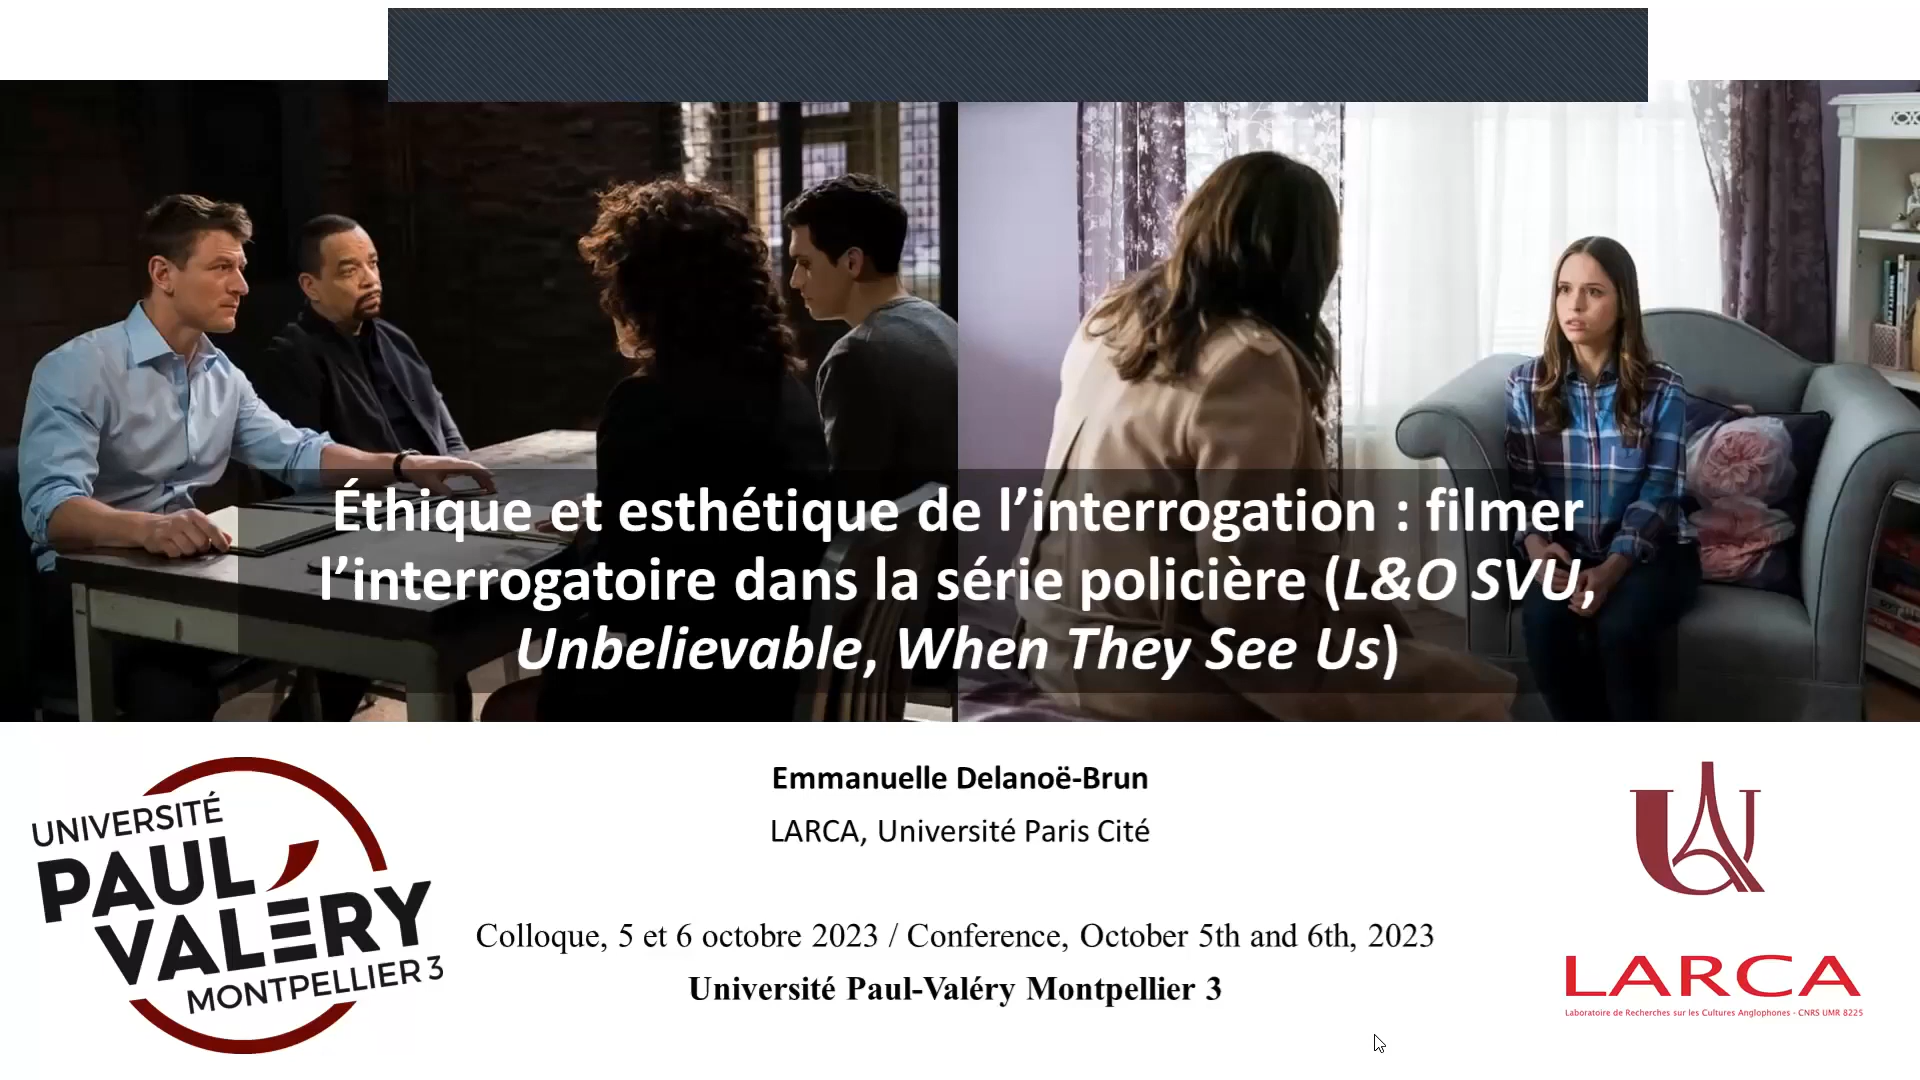 Éthique et esthétique de l’interrogation : filmer
l’interrogatoire dans la série policière (L&O SVU,
Unbelievable, When They See Us)
Emmanuelle Delanoë-Brun
LARCA, Université Paris Cité
Colloque, 5 et 6 octobre 2023 / Conference, October 5th and 6th, 2023
Université Paul-Valéry Montpellier 3
UNIVERSITÉ
PAUL
VALÉRY
MONTPELLIER 3
LARCA
Laboratoire de Recherches sur les Cultures Anglophones - CNRS UMR 8225